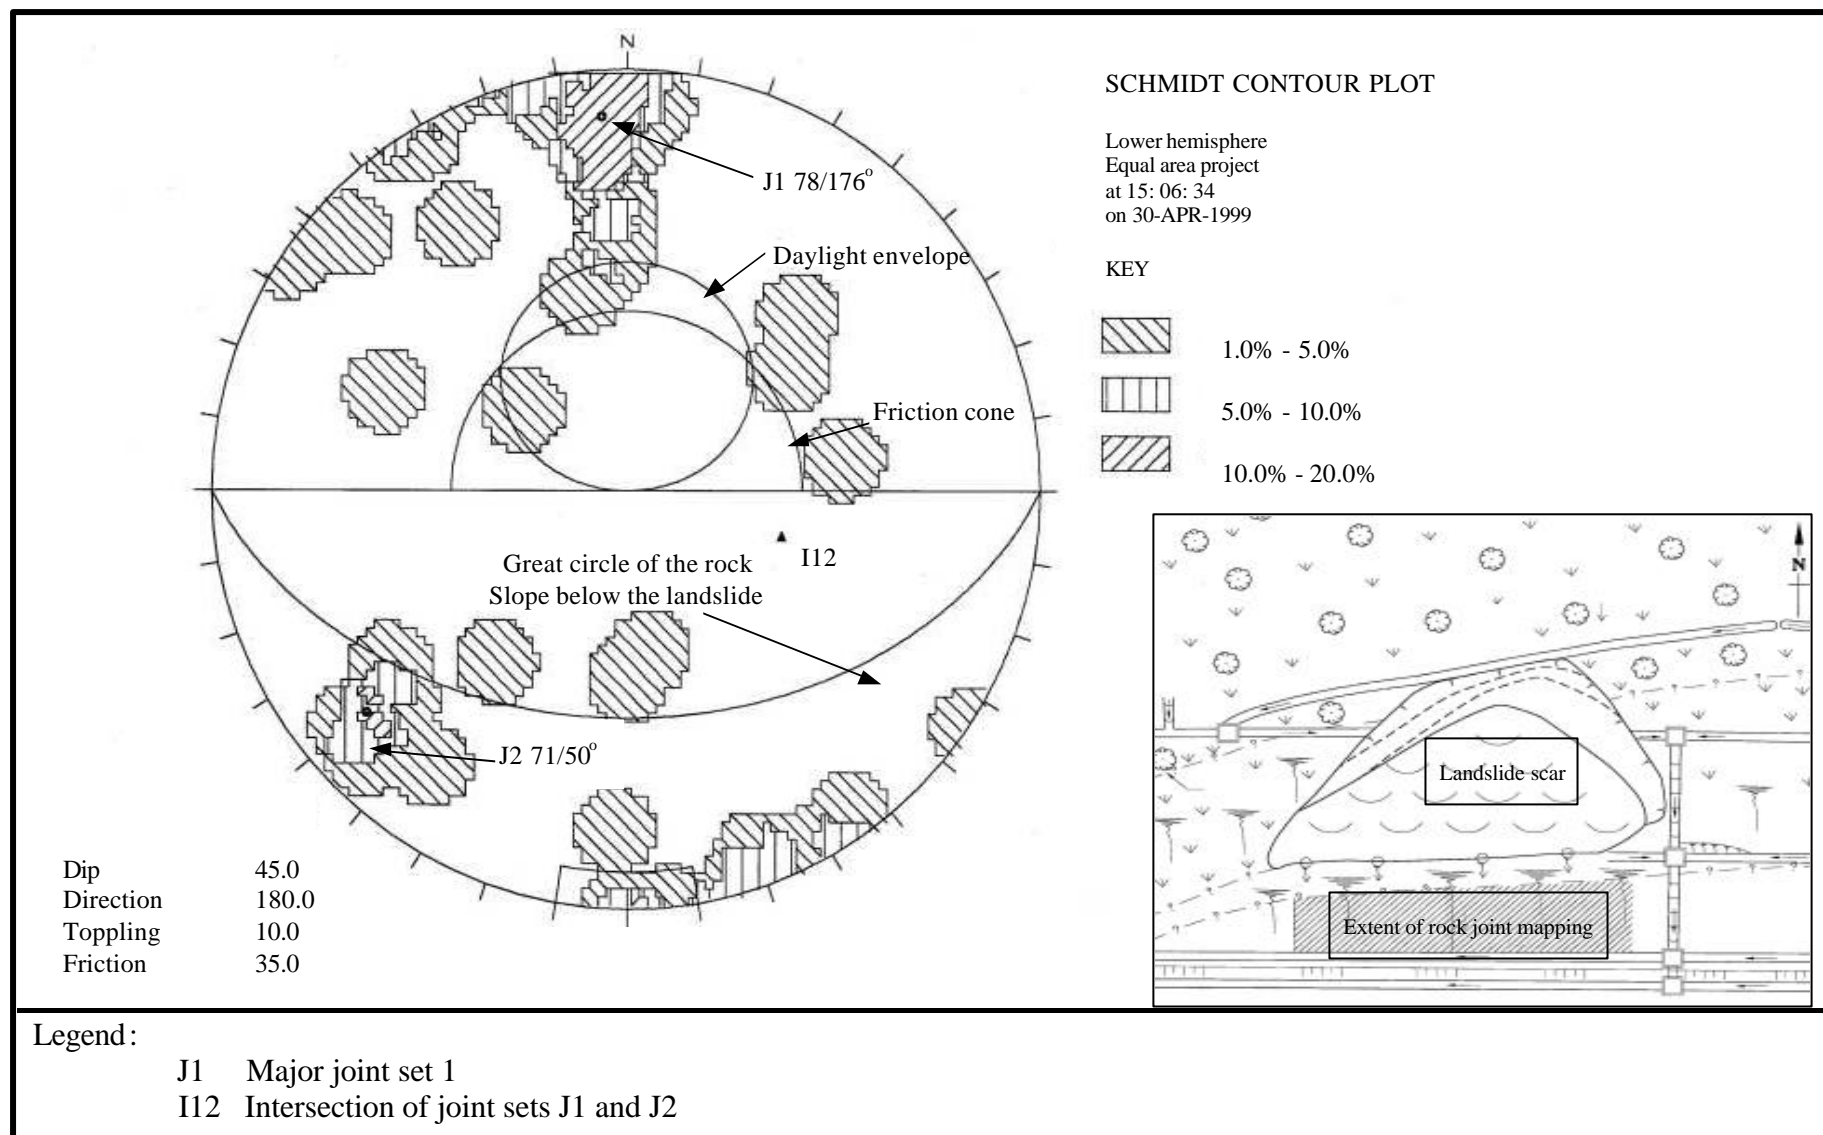 N
J1 78/176°
Daylight envelope
Friction cone
I12
Great circle of the rock
Slope below the landslide
J2 71/50°
Dip 45.0
Direction 180.0
Toppling 10.0
Friction 35.0
SCHMIDT CONTOUR PLOT
Lower hemisphere
Equal area project
at 15: 06: 34
on 30-APR-1999
KEY
1.0% - 5.0%
5.0% - 10.0%
10.0% - 20.0%
N
Landslide scar
Extent of rock joint mapping
Legend:
J1 Major joint set 1
I12 Intersection of joint sets J1 and J2